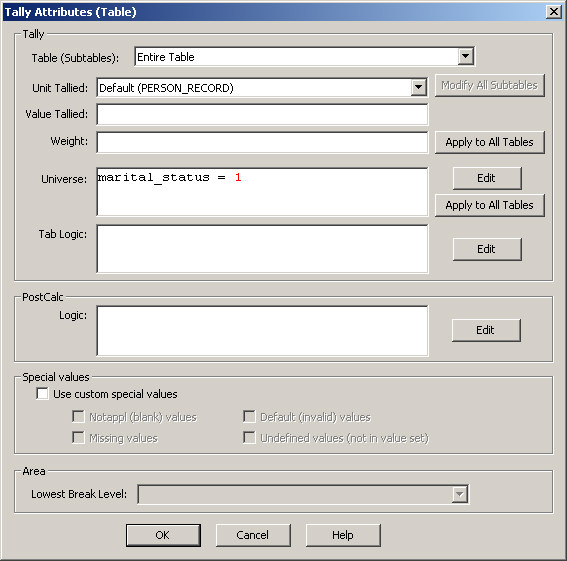 Tally Attributes (Table)
Tally
Table (Subtables): Entire Table
Unit Tallied: Default (PERSON_RECORD) Modify All Subtables
Value Tallied:
Weight: Apply to All Tables
Universe: marital_status = 1 Edit
Apply to All Tables
Tab Logic: Edit
PostCalc
Logic: Edit
Special values
Use custom special values
Notappl (blank) values Default (invalid) values
Missing values Undefined values (not in value set)
Area
Lowest Break Level:
OK Cancel Help